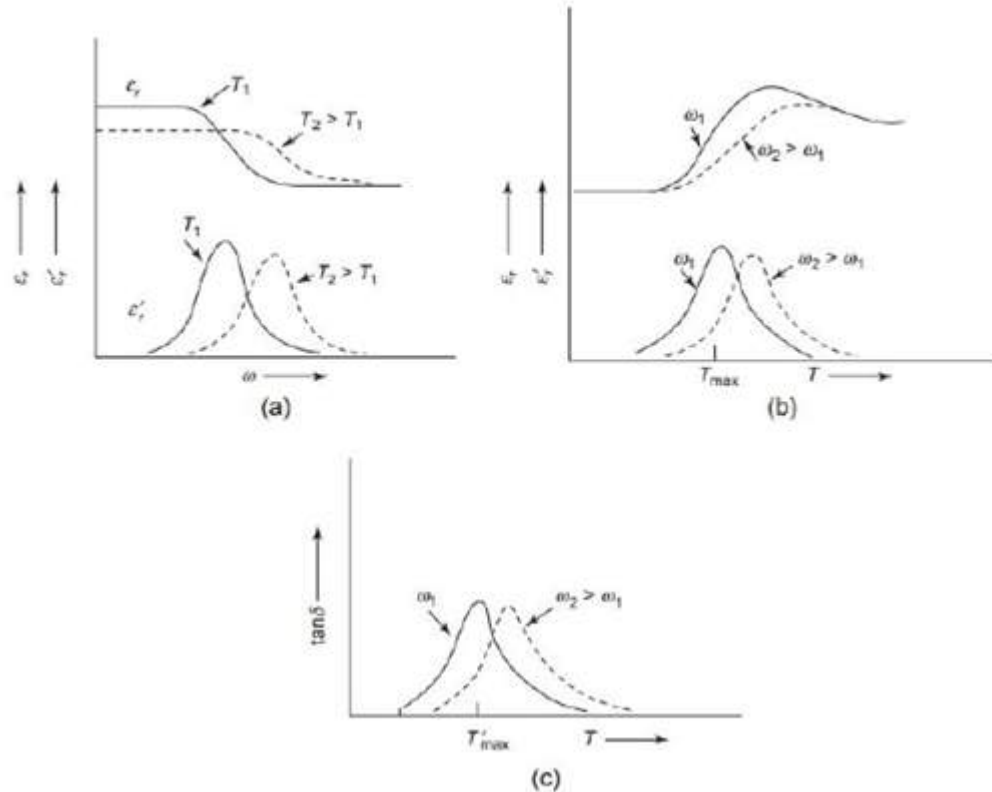 εᵣ
T₁
T₂ > T₁
T₁
T₂ > T₁
ε′ᵣ
εᵣ
ε′ᵣ
ω
(a)
ω₁
ω₂ > ω₁
ω₁
ω₂ > ω₁
εᵣ
ε′ᵣ
Tmax
T
(b)
ω₁
ω₂ > ω₁
tanδ
T′max
T
(c)